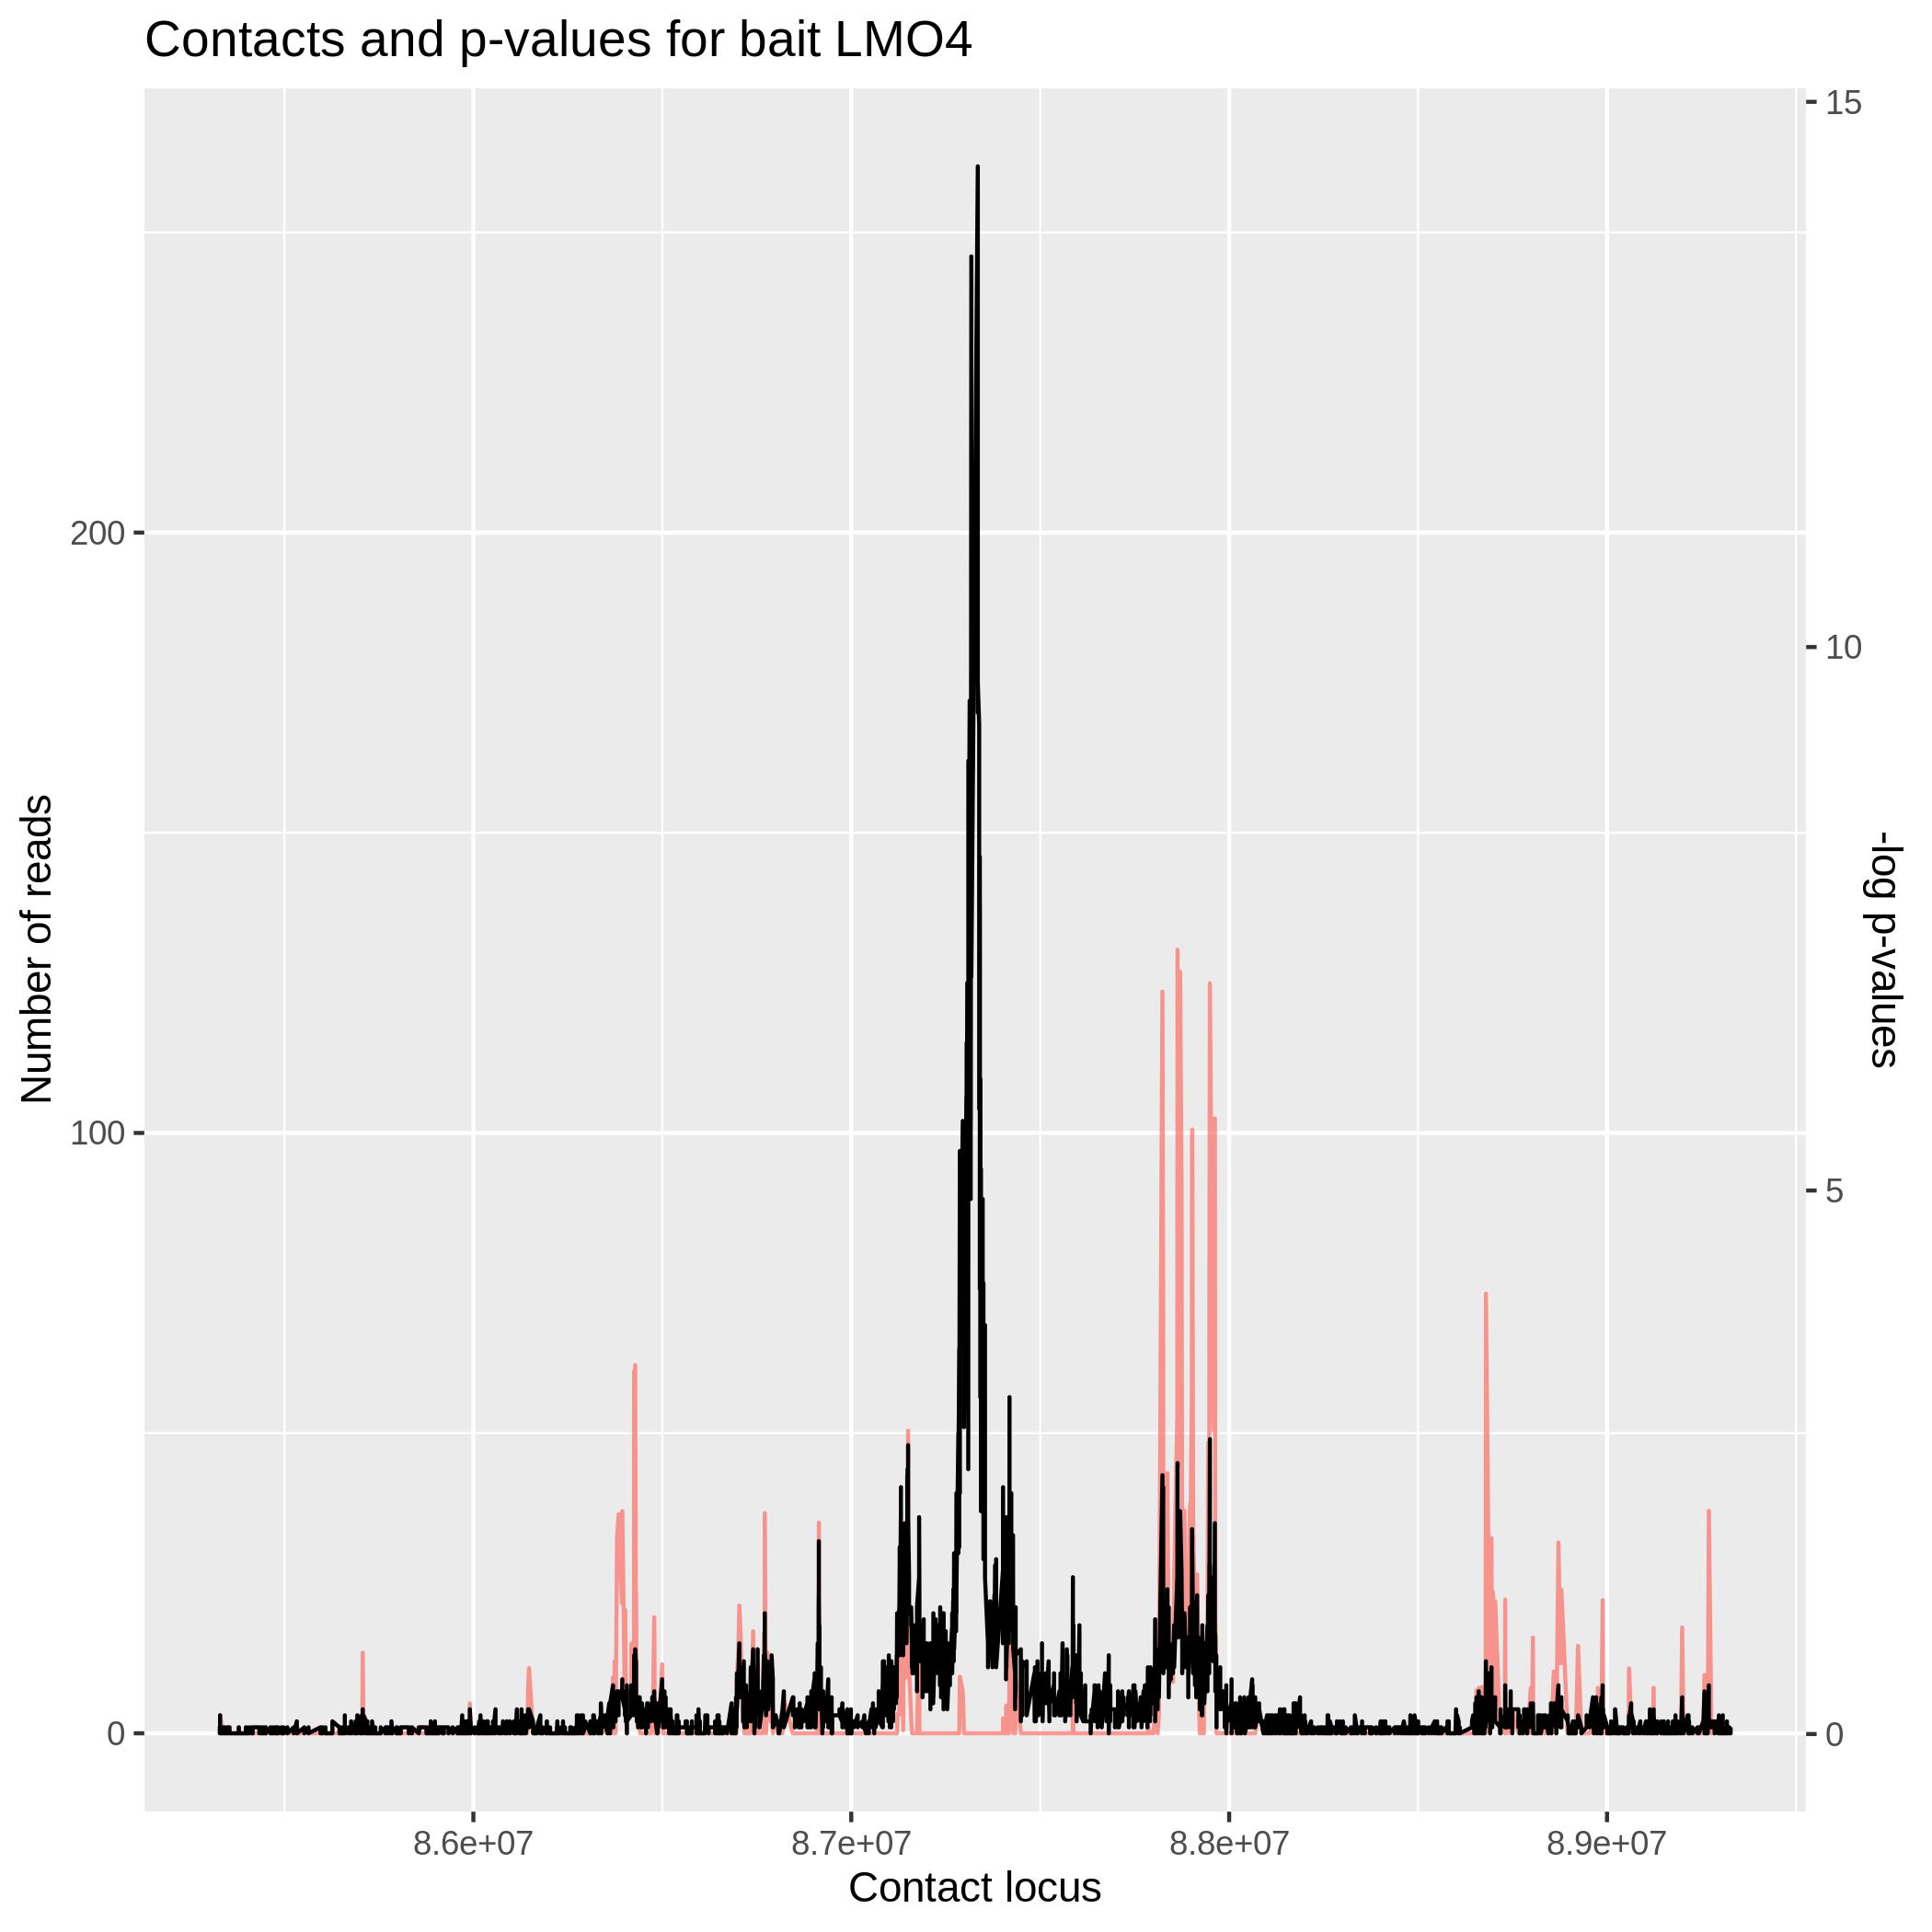 Contacts and p-values for bait LMO4
15
10
5
0
200
100
0
Number of reads
-log p-values
8.6e+07
8.7e+07
8.8e+07
8.9e+07
Contact locus